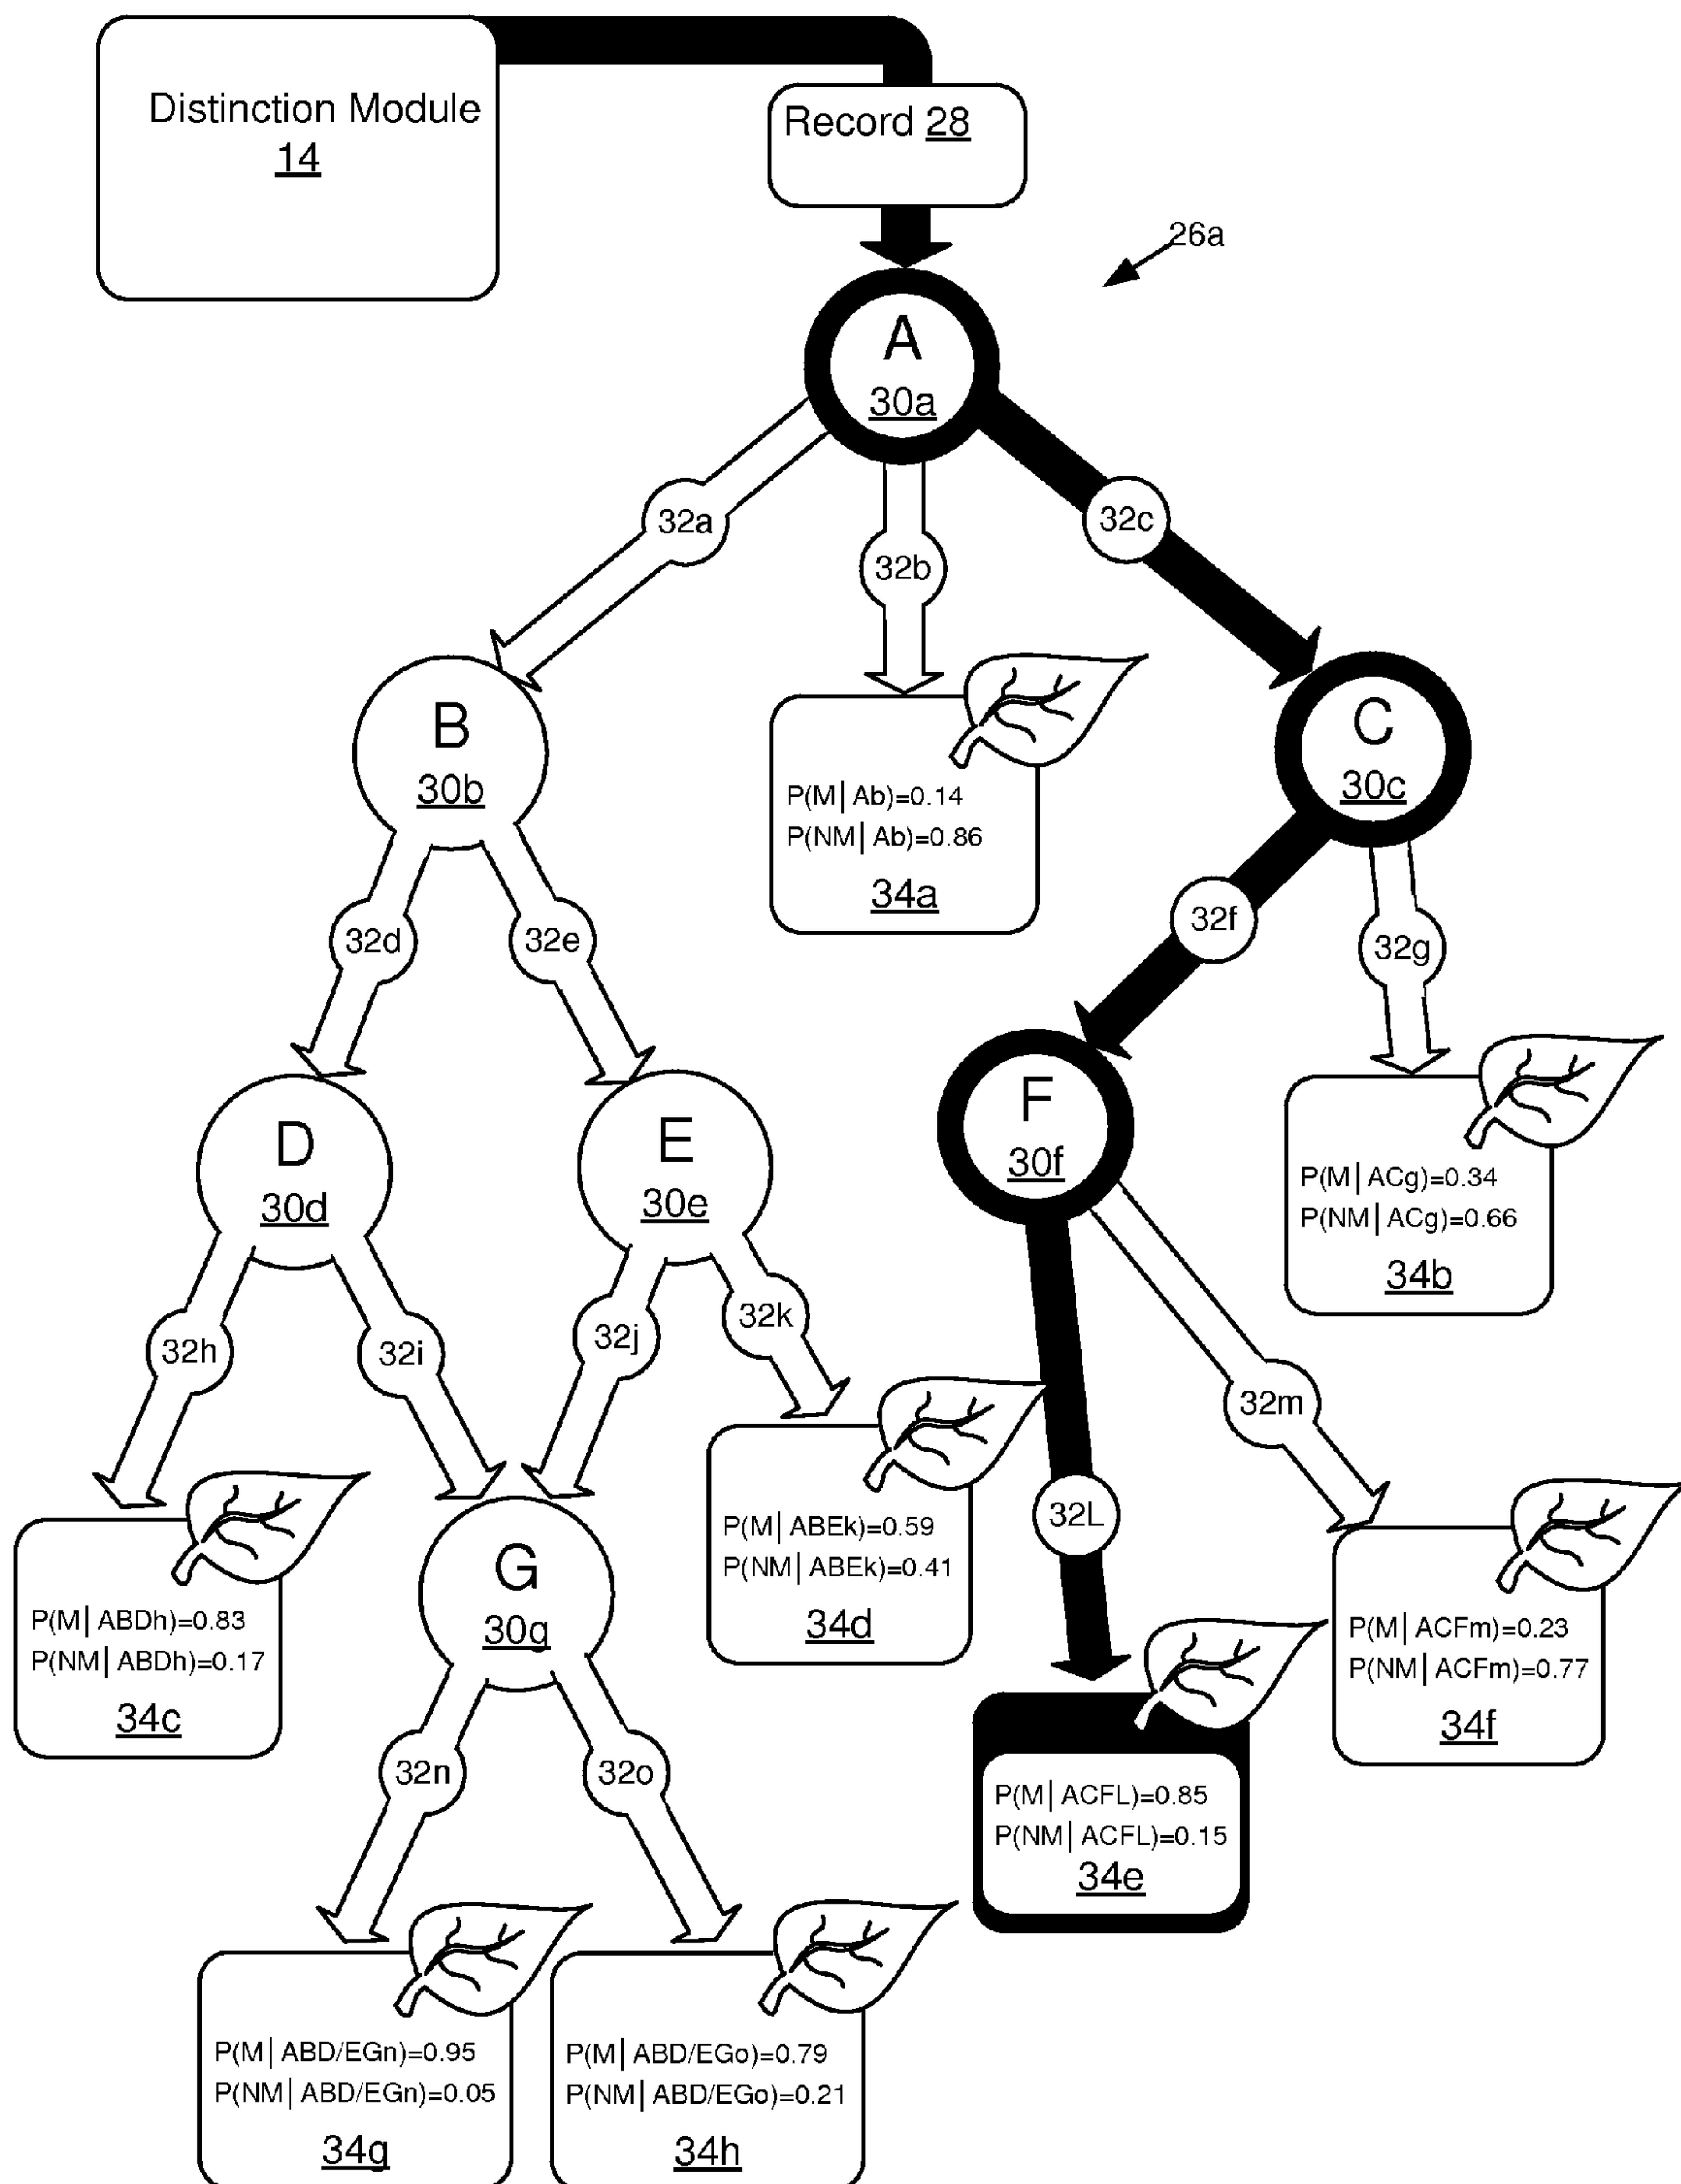 Distinction Module
14
Record 28
26a
A
30a
32a
32b
32c
B
30b
C
30c
P(M|Ab)=0.14
P(NM|Ab)=0.86
34a
32d
32e
32f
32g
D
30d
E
30e
F
30f
P(M|ACg)=0.34
P(NM|ACg)=0.66
34b
32h
32i
32j
32k
32m
32L
G
30g
P(M|ABEk)=0.59
P(NM|ABEk)=0.41
34d
P(M|ABDh)=0.83
P(NM|ABDh)=0.17
34c
P(M|ACFm)=0.23
P(NM|ACFm)=0.77
34f
32n
32o
P(M|ACFL)=0.85
P(NM|ACFL)=0.15
34e
P(M|ABD/EGn)=0.95
P(NM|ABD/EGn)=0.05
34g
P(M|ABD/EGo)=0.79
P(NM|ABD/EGo)=0.21
34h